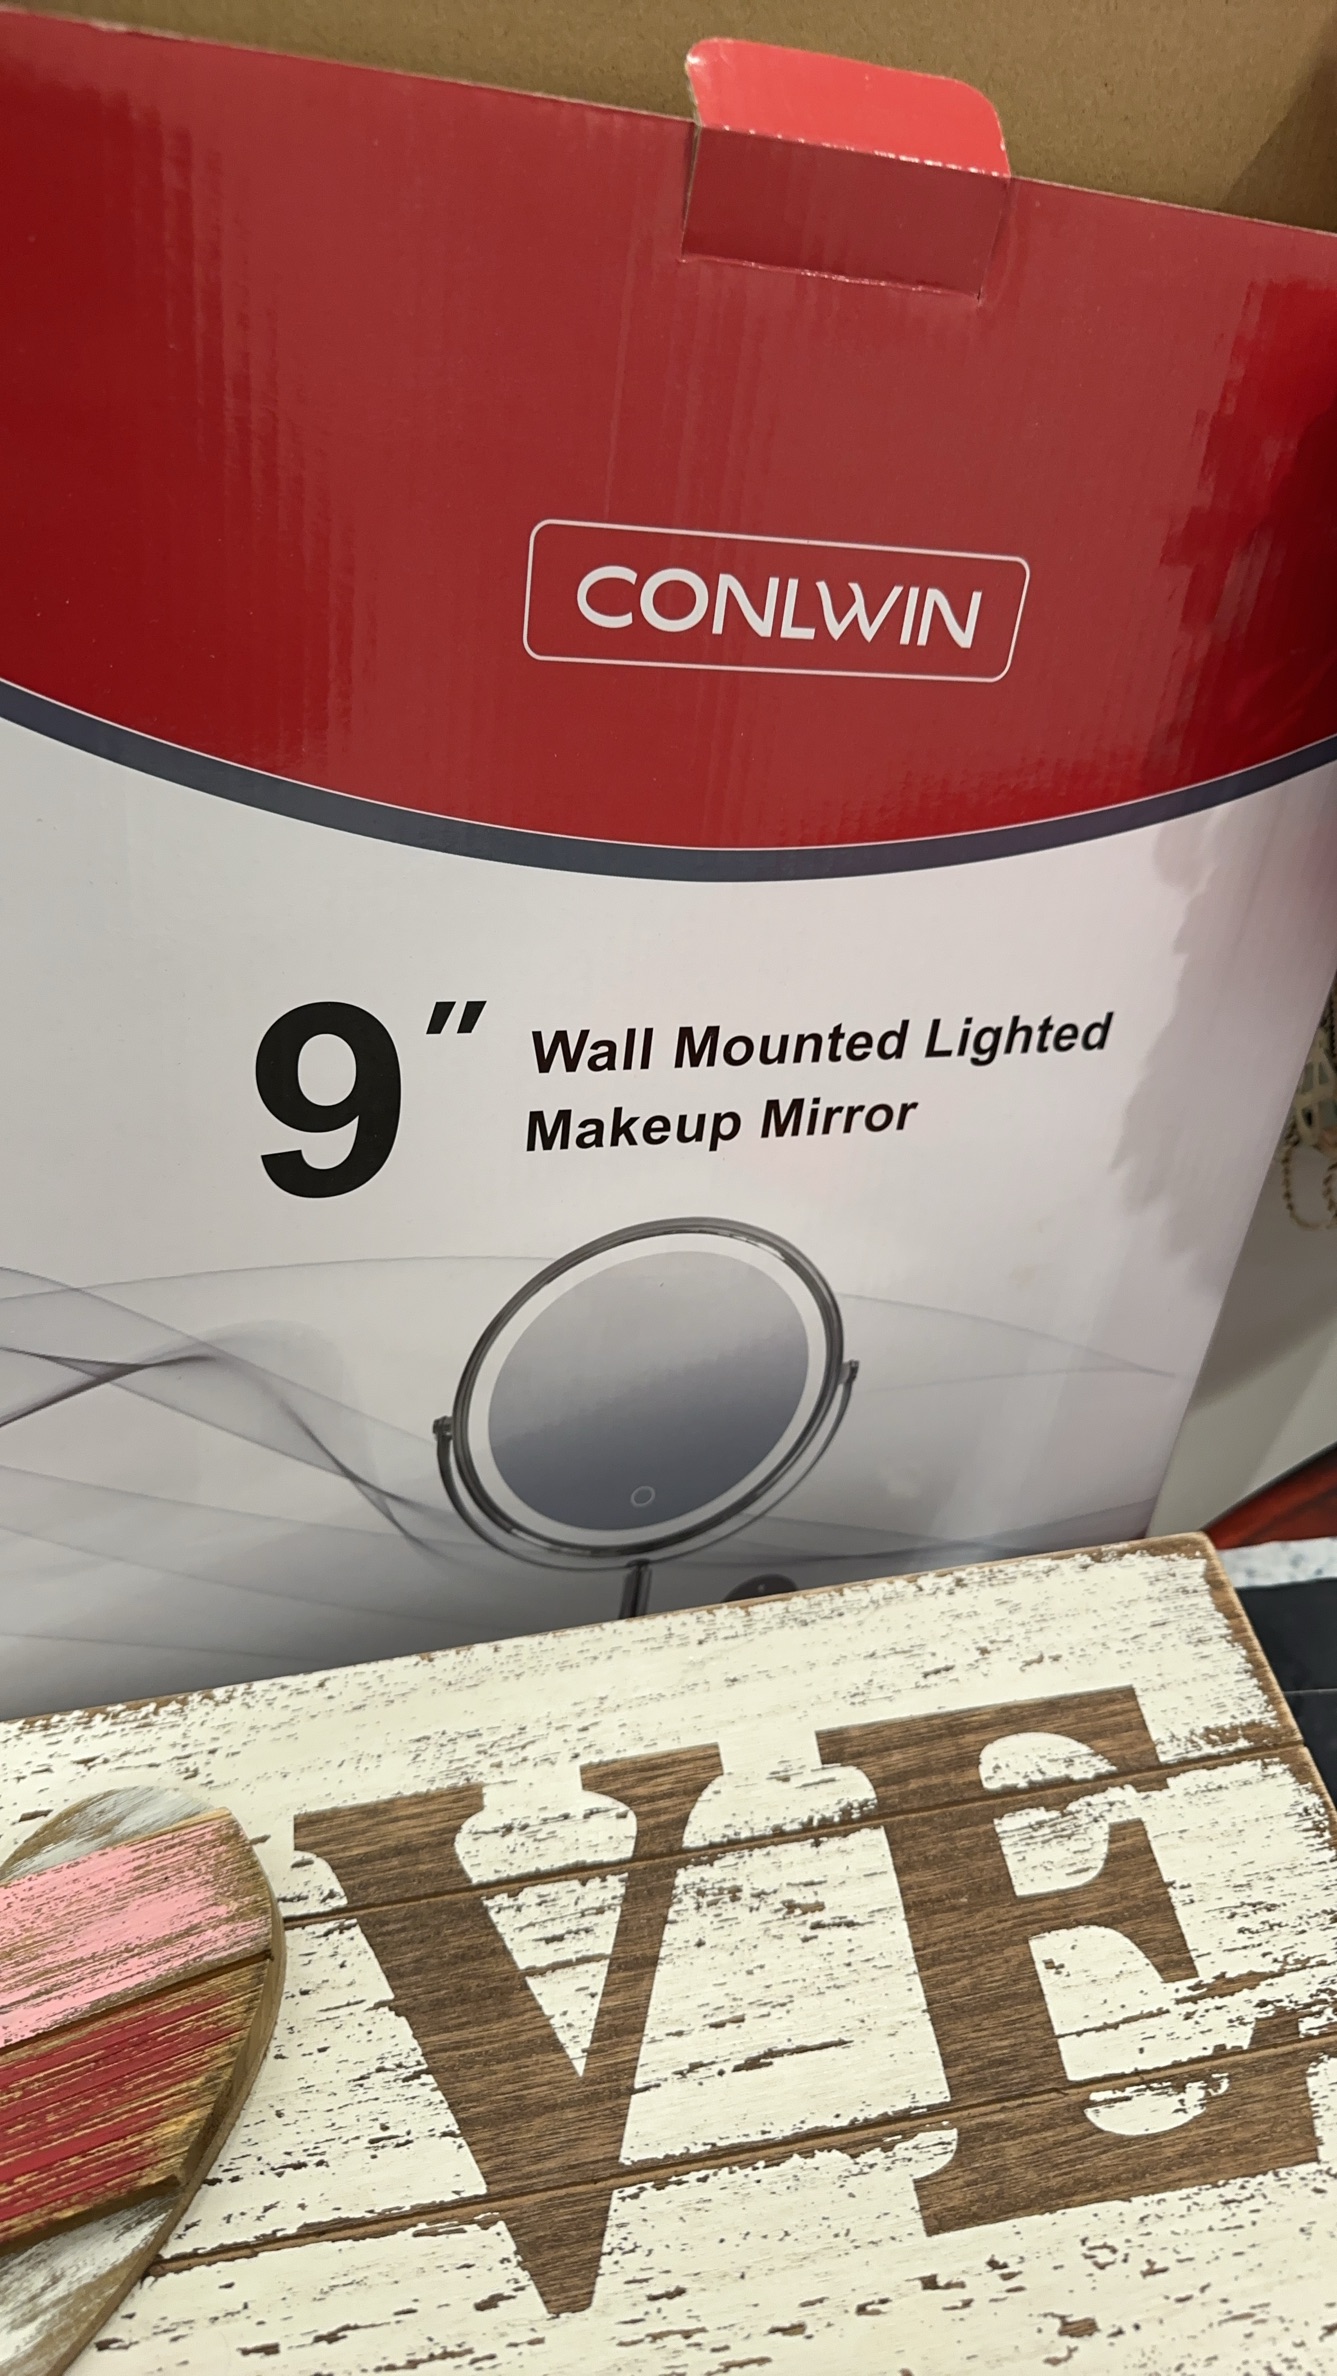 CONLWIN
9" Wall Mounted Lighted
Makeup Mirror
VE